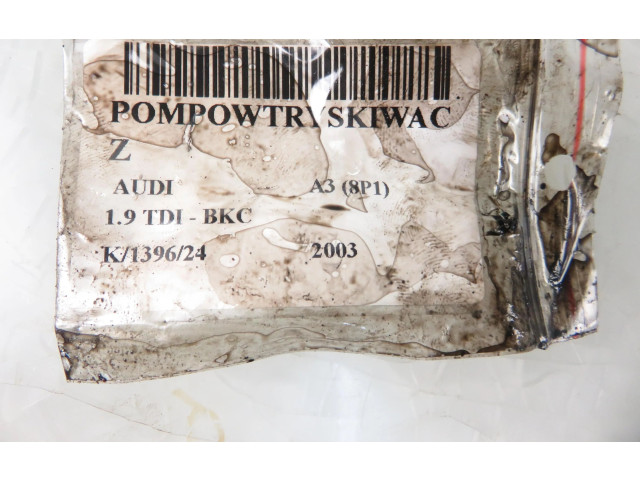 POMPOWTRYSKIWAC
Z
AUDI A3 (8P1)
1.9 TDI - BKC
K/1396/24 2003